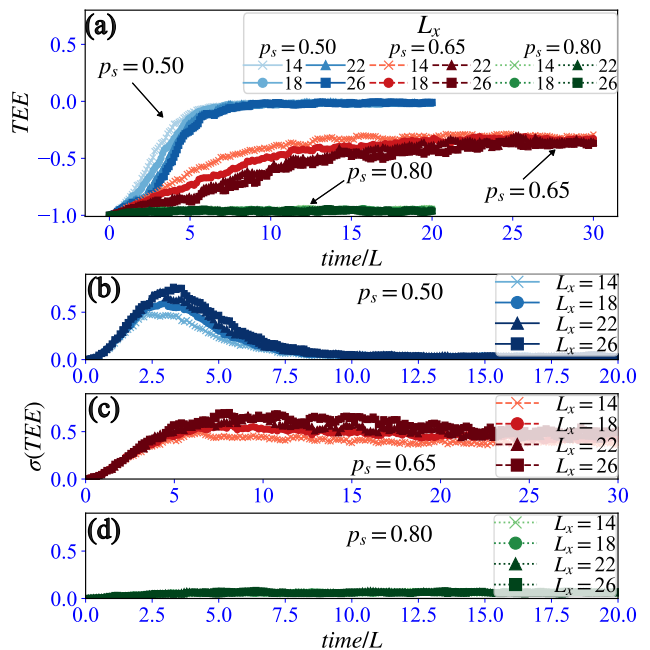 (a)
L_x
p_s = 0.50 p_s = 0.65 p_s = 0.80
14 22 14 22 14 22
18 26 18 26 18 26
p_s = 0.50
p_s = 0.80
p_s = 0.65
TEE
0.5
0.0
−0.5
−1.0
0 5 10 15 20 25 30
time/L
(b)
p_s = 0.50
L_x = 14
L_x = 18
L_x = 22
L_x = 26
0.5
0.0
0.0 2.5 5.0 7.5 10.0 12.5 15.0 17.5 20.0
(c)
p_s = 0.65
L_x = 14
L_x = 18
L_x = 22
L_x = 26
σ(TEE)
0.5
0.0
0 5 10 15 20 25 30
(d)
p_s = 0.80
L_x = 14
L_x = 18
L_x = 22
L_x = 26
0.5
0.0
0.0 2.5 5.0 7.5 10.0 12.5 15.0 17.5 20.0
time/L